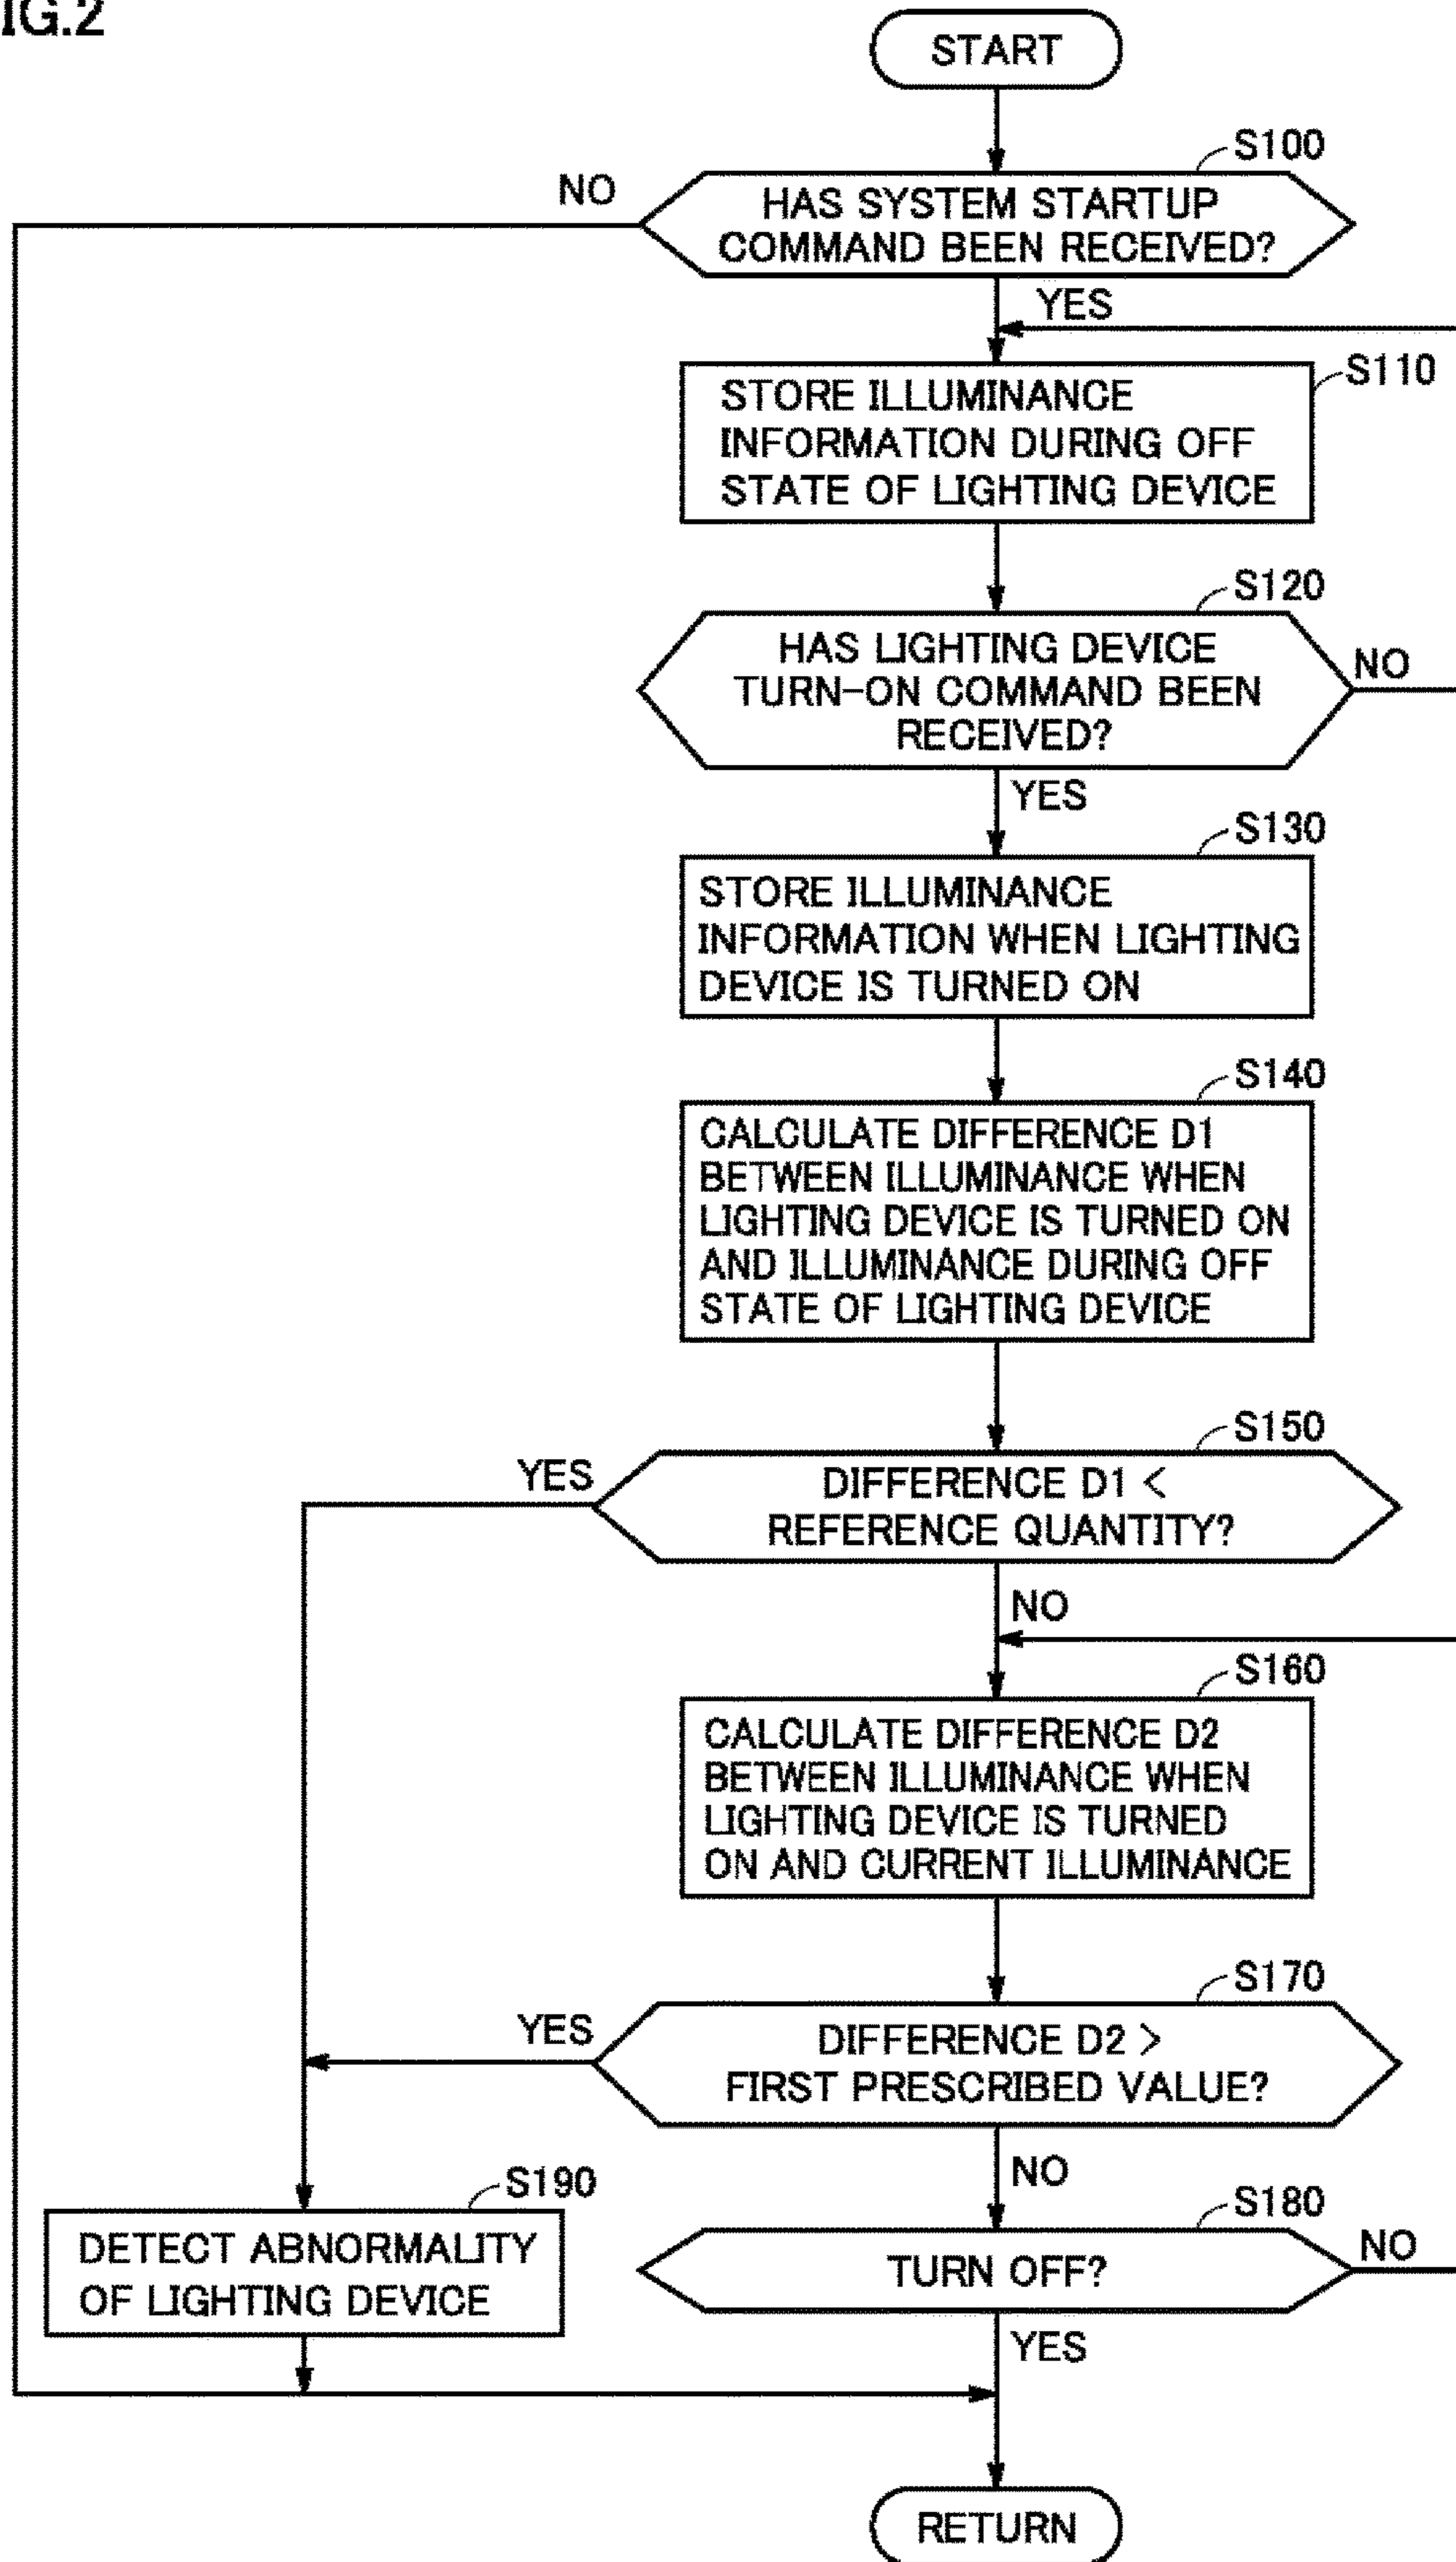 IG.2
START
S100
NO
HAS SYSTEM STARTUP
COMMAND BEEN RECEIVED?
YES
S110
STORE ILLUMINANCE
INFORMATION DURING OFF
STATE OF LIGHTING DEVICE
S120
HAS LIGHTING DEVICE
TURN-ON COMMAND BEEN
RECEIVED?
NO
YES
S130
STORE ILLUMINANCE
INFORMATION WHEN LIGHTING
DEVICE IS TURNED ON
S140
CALCULATE DIFFERENCE D1
BETWEEN ILLUMINANCE WHEN
LIGHTING DEVICE IS TURNED ON
AND ILLUMINANCE DURING OFF
STATE OF LIGHTING DEVICE
S150
YES
DIFFERENCE D1 <
REFERENCE QUANTITY?
NO
S160
CALCULATE DIFFERENCE D2
BETWEEN ILLUMINANCE WHEN
LIGHTING DEVICE IS TURNED
ON AND CURRENT ILLUMINANCE
S170
YES
DIFFERENCE D2 >
FIRST PRESCRIBED VALUE?
NO
S190
DETECT ABNORMALITY
OF LIGHTING DEVICE
S180
TURN OFF?
NO
YES
RETURN